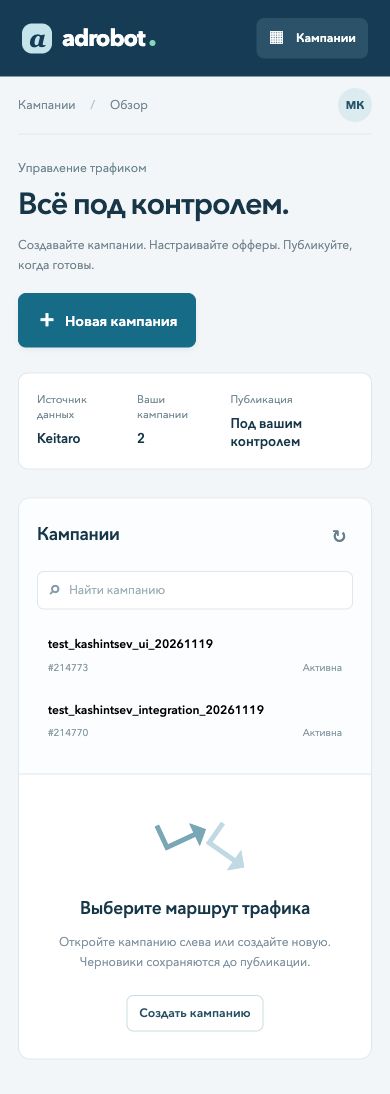 a adrobot.
Кампании
Кампании / Обзор
МК
Управление трафиком
Всё под контролем.
Создавайте кампании. Настраивайте офферы. Публикуйте,
когда готовы.
+ Новая кампания
Источник
данных
Keitaro
Ваши
кампании
2
Публикация
Под вашим
контролем
Кампании
Найти кампанию
test_kashintsev_ui_20261119
#214773 Активна
test_kashintsev_integration_20261119
#214770 Активна
Выберите маршрут трафика
Откройте кампанию слева или создайте новую.
Черновики сохраняются до публикации.
Создать кампанию